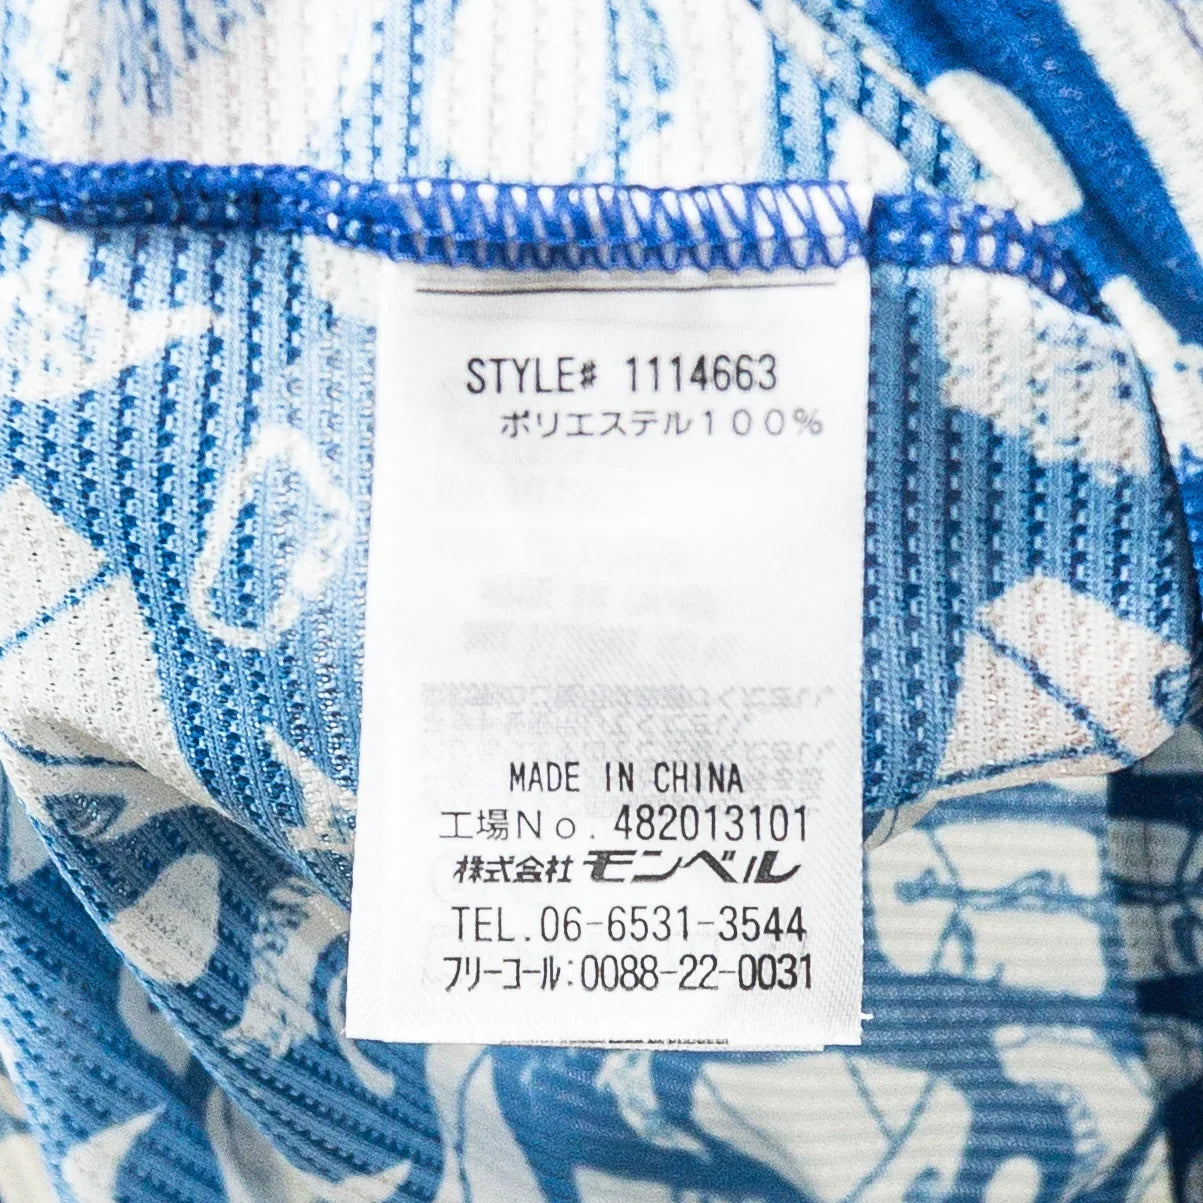 STYLE# 1114663
ポリエステル100%
MADE IN CHINA
工場No. 482013101
株式会社 モンベル
TEL.06-6531-3544
フリーコール:0088-22-0031